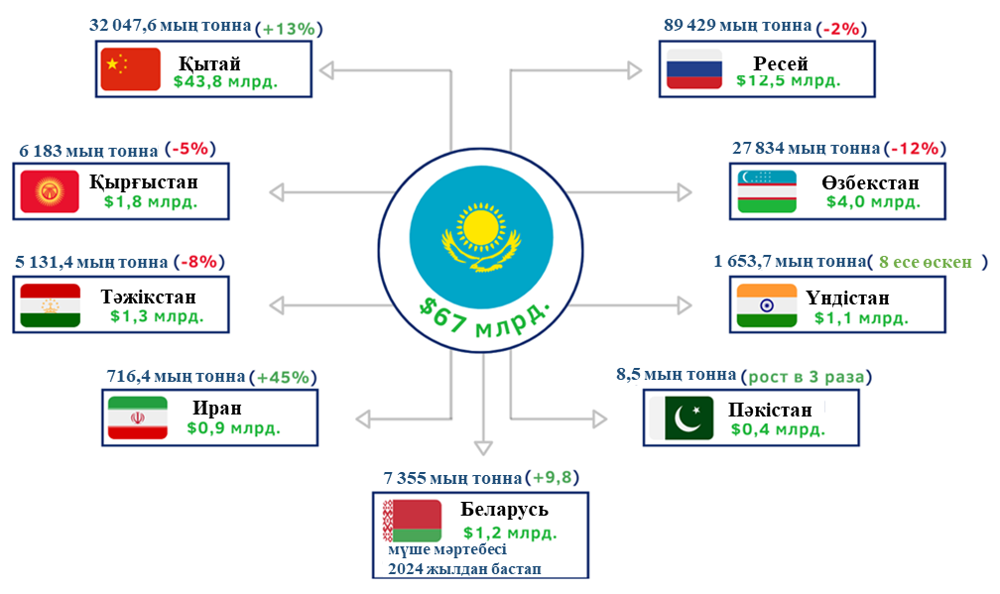 32 047,6 мың тонна (+13%)
Қытай
$43,8 млрд.
89 429 мың тонна (-2%)
Ресей
$12,5 млрд.
6 183 мың тонна (-5%)
Қырғыстан
$1,8 млрд.
27 834 мың тонна (-12%)
Өзбекстан
$4,0 млрд.
5 131,4 мың тонна (-8%)
Тәжікстан
$1,3 млрд.
1 653,7 мың тонна( 8 есе өскен )
Үндістан
$1,1 млрд.
$67 млрд.
716,4 мың тонна (+45%)
Иран
$0,9 млрд.
8,5 мың тонна (рост в 3 раза)
Пәкістан
$0,4 млрд.
7 355 мың тонна (+9,8)
Беларусь
$1,2 млрд.
мүше мәртебесі
2024 жылдан бастап